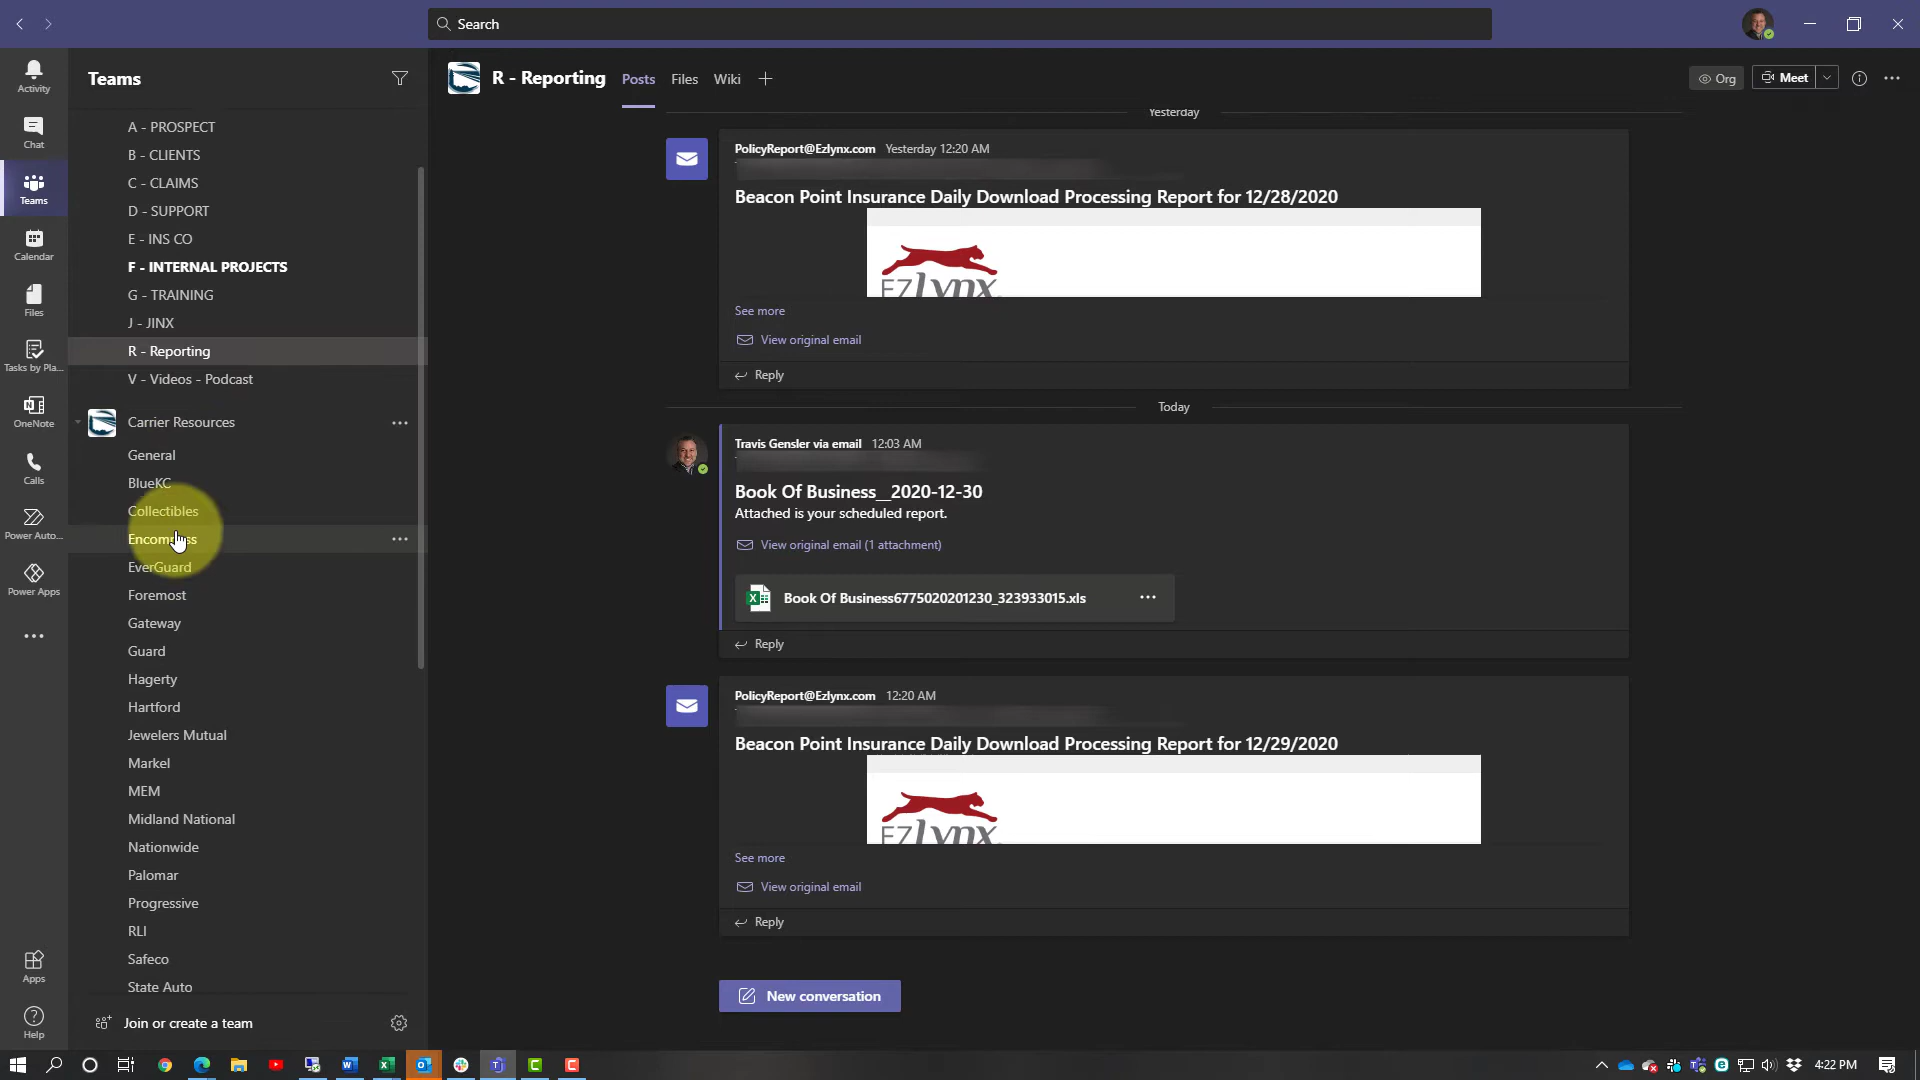 Search
Activity
Chat
Teams
Calendar
Files
Tasks by Pla...
OneNote
Calls
Power Auto...
Power Apps
Apps
Help
Teams
A - PROSPECT
B - CLIENTS
C - CLAIMS
D - SUPPORT
E - INS CO
F - INTERNAL PROJECTS
G - TRAINING
J - JINX
R - Reporting
V - Videos - Podcast
Carrier Resources
General
BlueKC
Collectibles
Encompass
EverGuard
Foremost
Gateway
Guard
Hagerty
Hartford
Jewelers Mutual
Markel
MEM
Midland National
Nationwide
Palomar
Progressive
RLI
Safeco
State Auto
Join or create a team
R - Reporting Posts Files Wiki
Org
Meet
Yesterday
PolicyReport@Ezlynx.com Yesterday 12:20 AM
Beacon Point Insurance Daily Download Processing Report for 12/28/2020
EZLynx
See more
View original email
Reply
Today
Travis Gensler via email 12:03 AM
Book Of Business__2020-12-30
Attached is your scheduled report.
View original email (1 attachment)
Book Of Business6775020201230_323933015.xls
Reply
PolicyReport@Ezlynx.com 12:20 AM
Beacon Point Insurance Daily Download Processing Report for 12/29/2020
EZLynx
See more
View original email
Reply
New conversation
4:22 PM